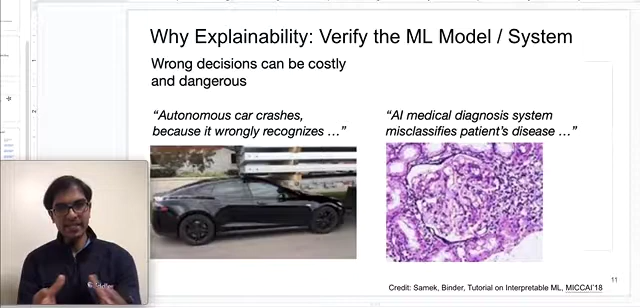 Why Explainability: Verify the ML Model / System
Wrong decisions can be costly
and dangerous
“Autonomous car crashes,
because it wrongly recognizes …”
“AI medical diagnosis system
misclassifies patient’s disease …”
11
Credit: Samek, Binder, Tutorial on Interpretable ML, MICCAI’18